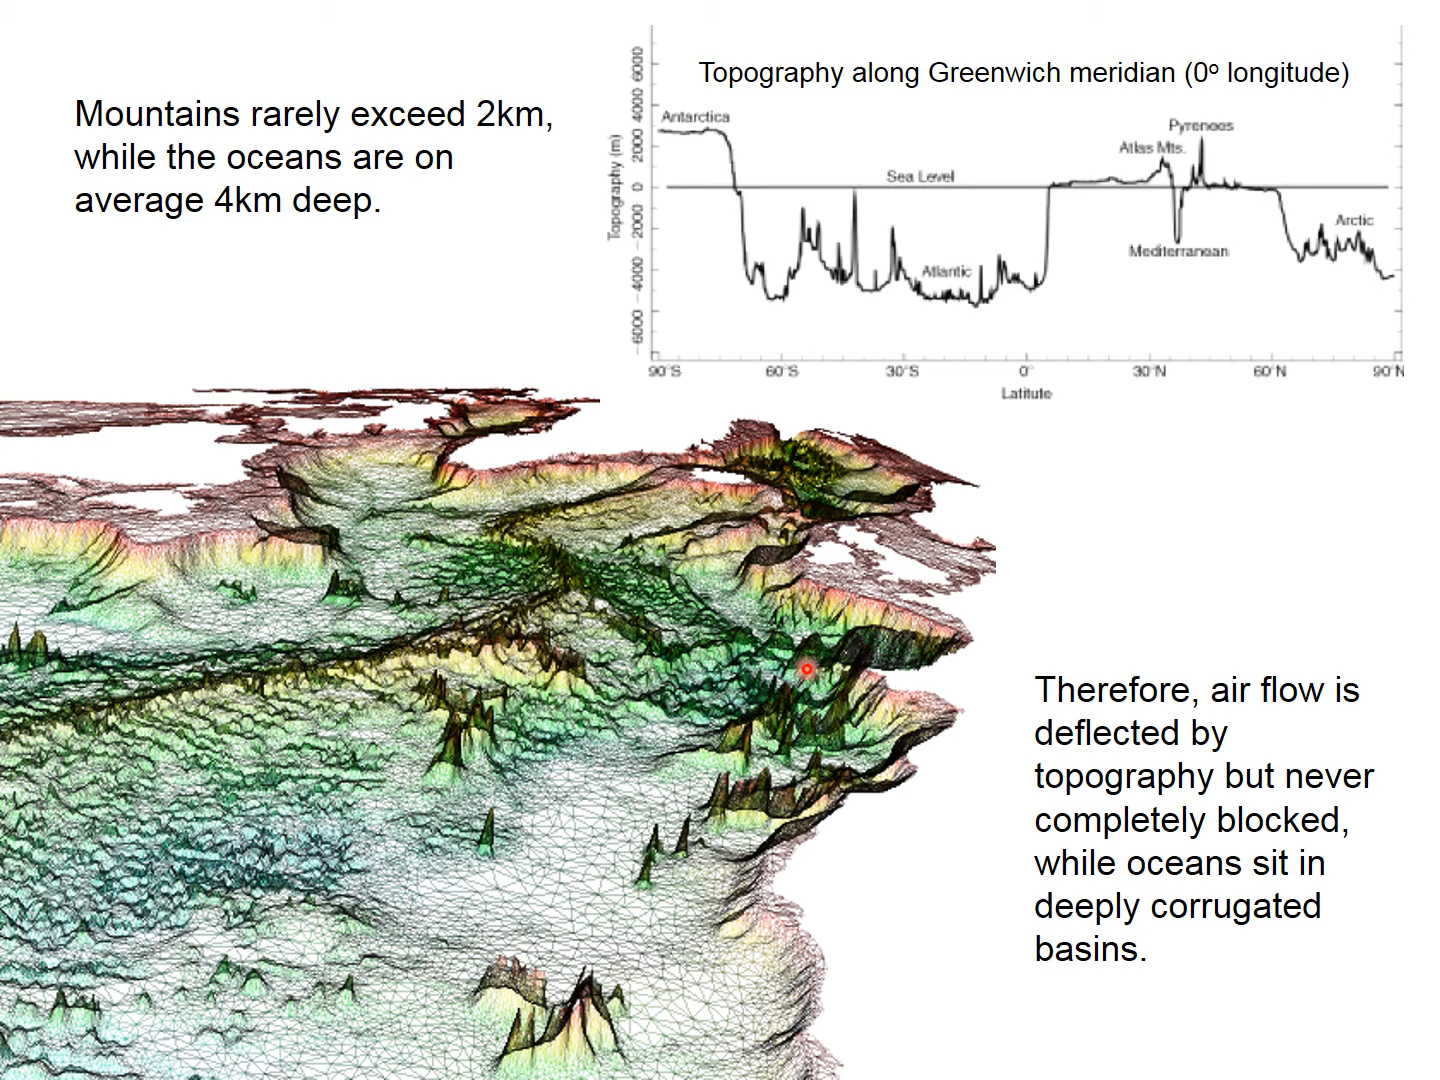 Mountains rarely exceed 2km,
while the oceans are on
average 4km deep.
Topography along Greenwich meridian (0º longitude)
Topography (m)
6000
4000
2000
0
−2000
−4000
−6000
Antarctica
Sea Level
Atlantic
Atlas Mts.
Pyrenees
Mediterranean
Arctic
90°S 60°S 30°S 0° 30°N 60°N 90°N
Latitute
Therefore, air flow is
deflected by
topography but never
completely blocked,
while oceans sit in
deeply corrugated
basins.